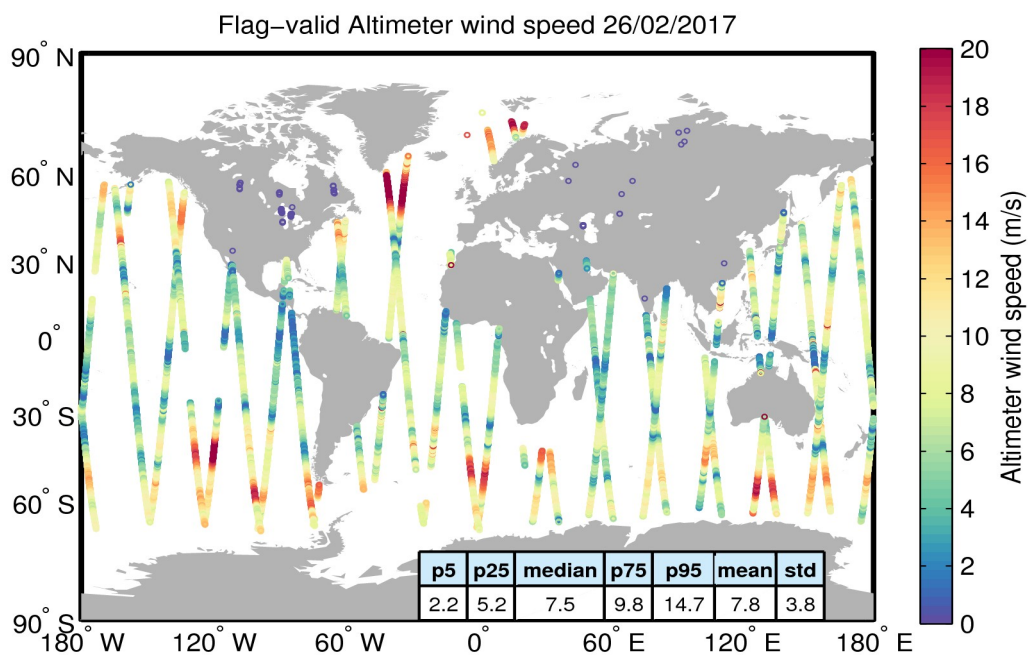 Flag−valid Altimeter wind speed 26/02/2017
90° N
60° N
30° N
0°
30° S
60° S
90° S
180° W
120° W
60° W
0°
60° E
120° E
180° E
p5 p25 median p75 p95 mean std
2.2 5.2 7.5 9.8 14.7 7.8 3.8
20
18
16
14
12
10
8
6
4
2
0
Altimeter wind speed (m/s)